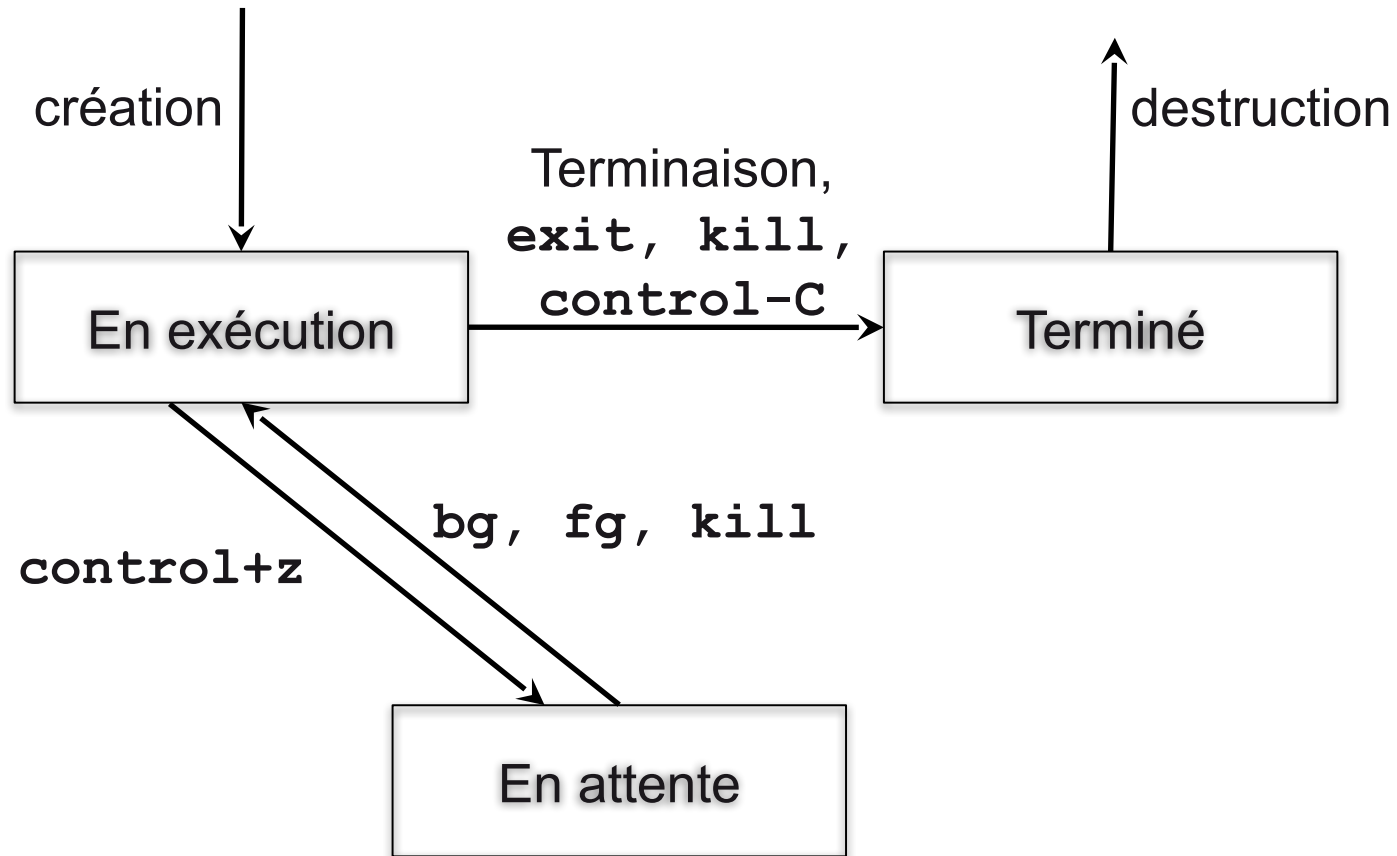 création
destruction
Terminaison,
exit, kill,
control-C
En exécution
Terminé
bg, fg, kill
control+z
En attente